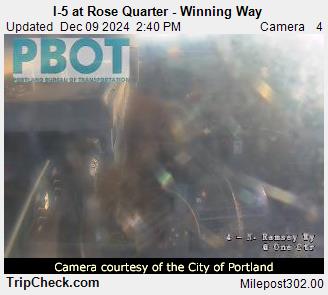 I-5 at Rose Quarter - Winning Way
Updated Dec 09 2024 2:40 PM Camera 4
PBOT
PORTLAND BUREAU OF TRANSPORTATION
4 - N. Ramsey Wy
@ One Ctr
Camera courtesy of the City of Portland
TripCheck.com Milepost302.00